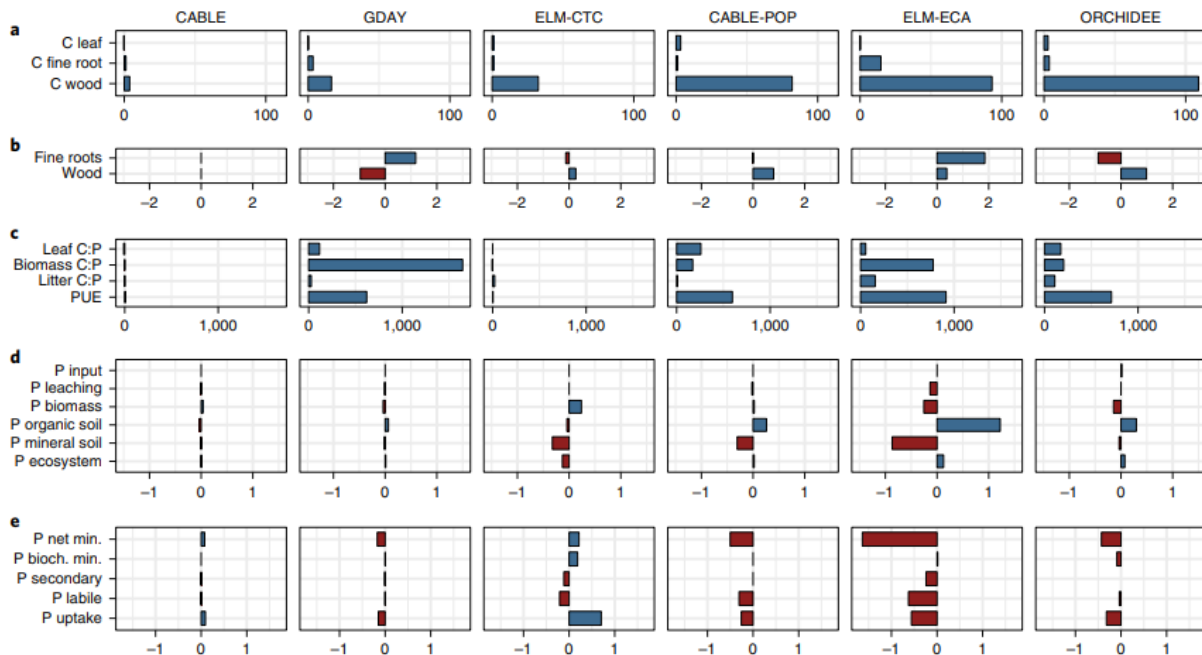 CABLE GDAY ELM-CTC CABLE-POP ELM-ECA ORCHIDEE
a
C leaf
C fine root
C wood
0 100 0 100 0 100 0 100 0 100 0 100
b
Fine roots
Wood
−2 0 2 −2 0 2 −2 0 2 −2 0 2 −2 0 2 −2 0 2
c
Leaf C:P
Biomass C:P
Litter C:P
PUE
0 1,000 0 1,000 0 1,000 0 1,000 0 1,000 0 1,000
d
P input
P leaching
P biomass
P organic soil
P mineral soil
P ecosystem
−1 0 1 −1 0 1 −1 0 1 −1 0 1 −1 0 1 −1 0 1
e
P net min.
P bioch. min.
P secondary
P labile
P uptake
−1 0 1 −1 0 1 −1 0 1 −1 0 1 −1 0 1 −1 0 1